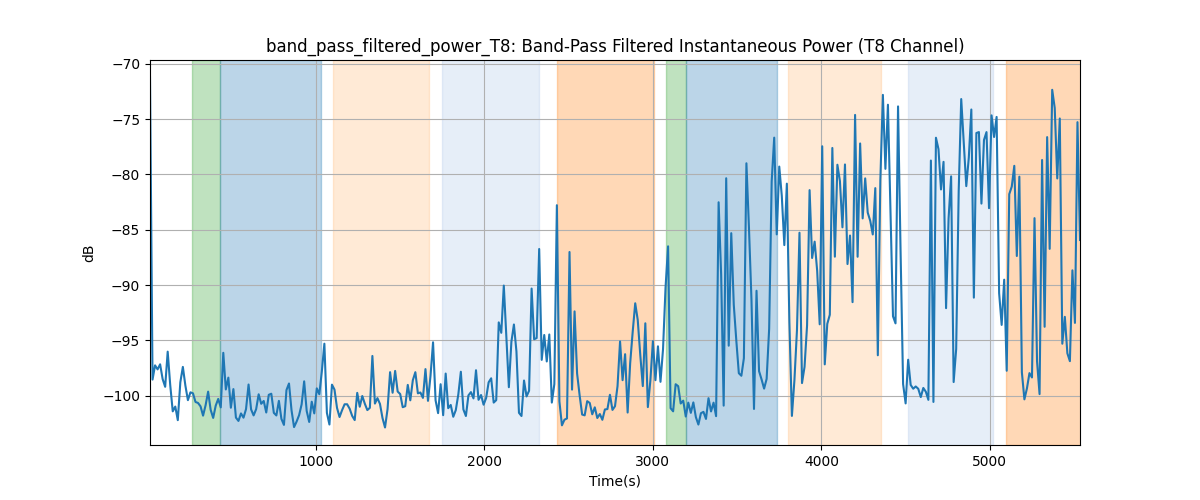 band_pass_filtered_power_T8: Band-Pass Filtered Instantaneous Power (T8 Channel)
−70
−75
−80
−85
−90
−95
−100
dB
1000 2000 3000 4000 5000
Time(s)